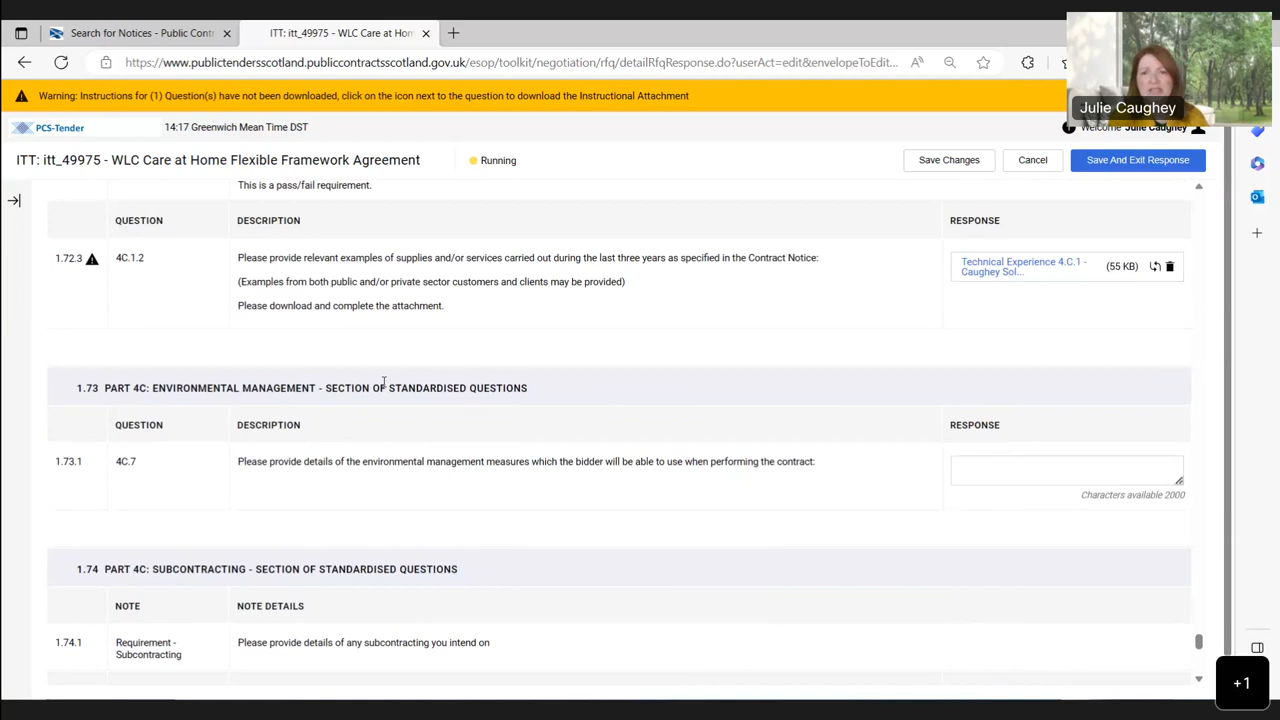 Search for Notices - Public Contr
ITT: itt_49975 - WLC Care at Hom
https://www.publictendersscotland.publiccontractsscotland.gov.uk/esop/toolkit/negotiation/rfq/detailRfqResponse.do?userAct=edit&envelopeToEdit...
Warning: Instructions for (1) Question(s) have not been downloaded, click on the icon next to the question to download the Instructional Attachment
Julie Caughey
PCS-Tender
14:17 Greenwich Mean Time DST
Welcome Julie Caughey
ITT: itt_49975 - WLC Care at Home Flexible Framework Agreement
Running
Save Changes
Cancel
Save And Exit Response
This is a pass/fail requirement.
QUESTION DESCRIPTION RESPONSE
1.72.3 4C.1.2 Please provide relevant examples of supplies and/or services carried out during the last three years as specified in the Contract Notice:
(Examples from both public and/or private sector customers and clients may be provided)
Please download and complete the attachment.
Technical Experience 4.C.1 -
Caughey Sol...
(55 KB)
1.73 PART 4C: ENVIRONMENTAL MANAGEMENT - SECTION OF STANDARDISED QUESTIONS
QUESTION DESCRIPTION RESPONSE
1.73.1 4C.7 Please provide details of the environmental management measures which the bidder will be able to use when performing the contract:
Characters available 2000
1.74 PART 4C: SUBCONTRACTING - SECTION OF STANDARDISED QUESTIONS
NOTE NOTE DETAILS
1.74.1 Requirement -
Subcontracting
Please provide details of any subcontracting you intend on
+1